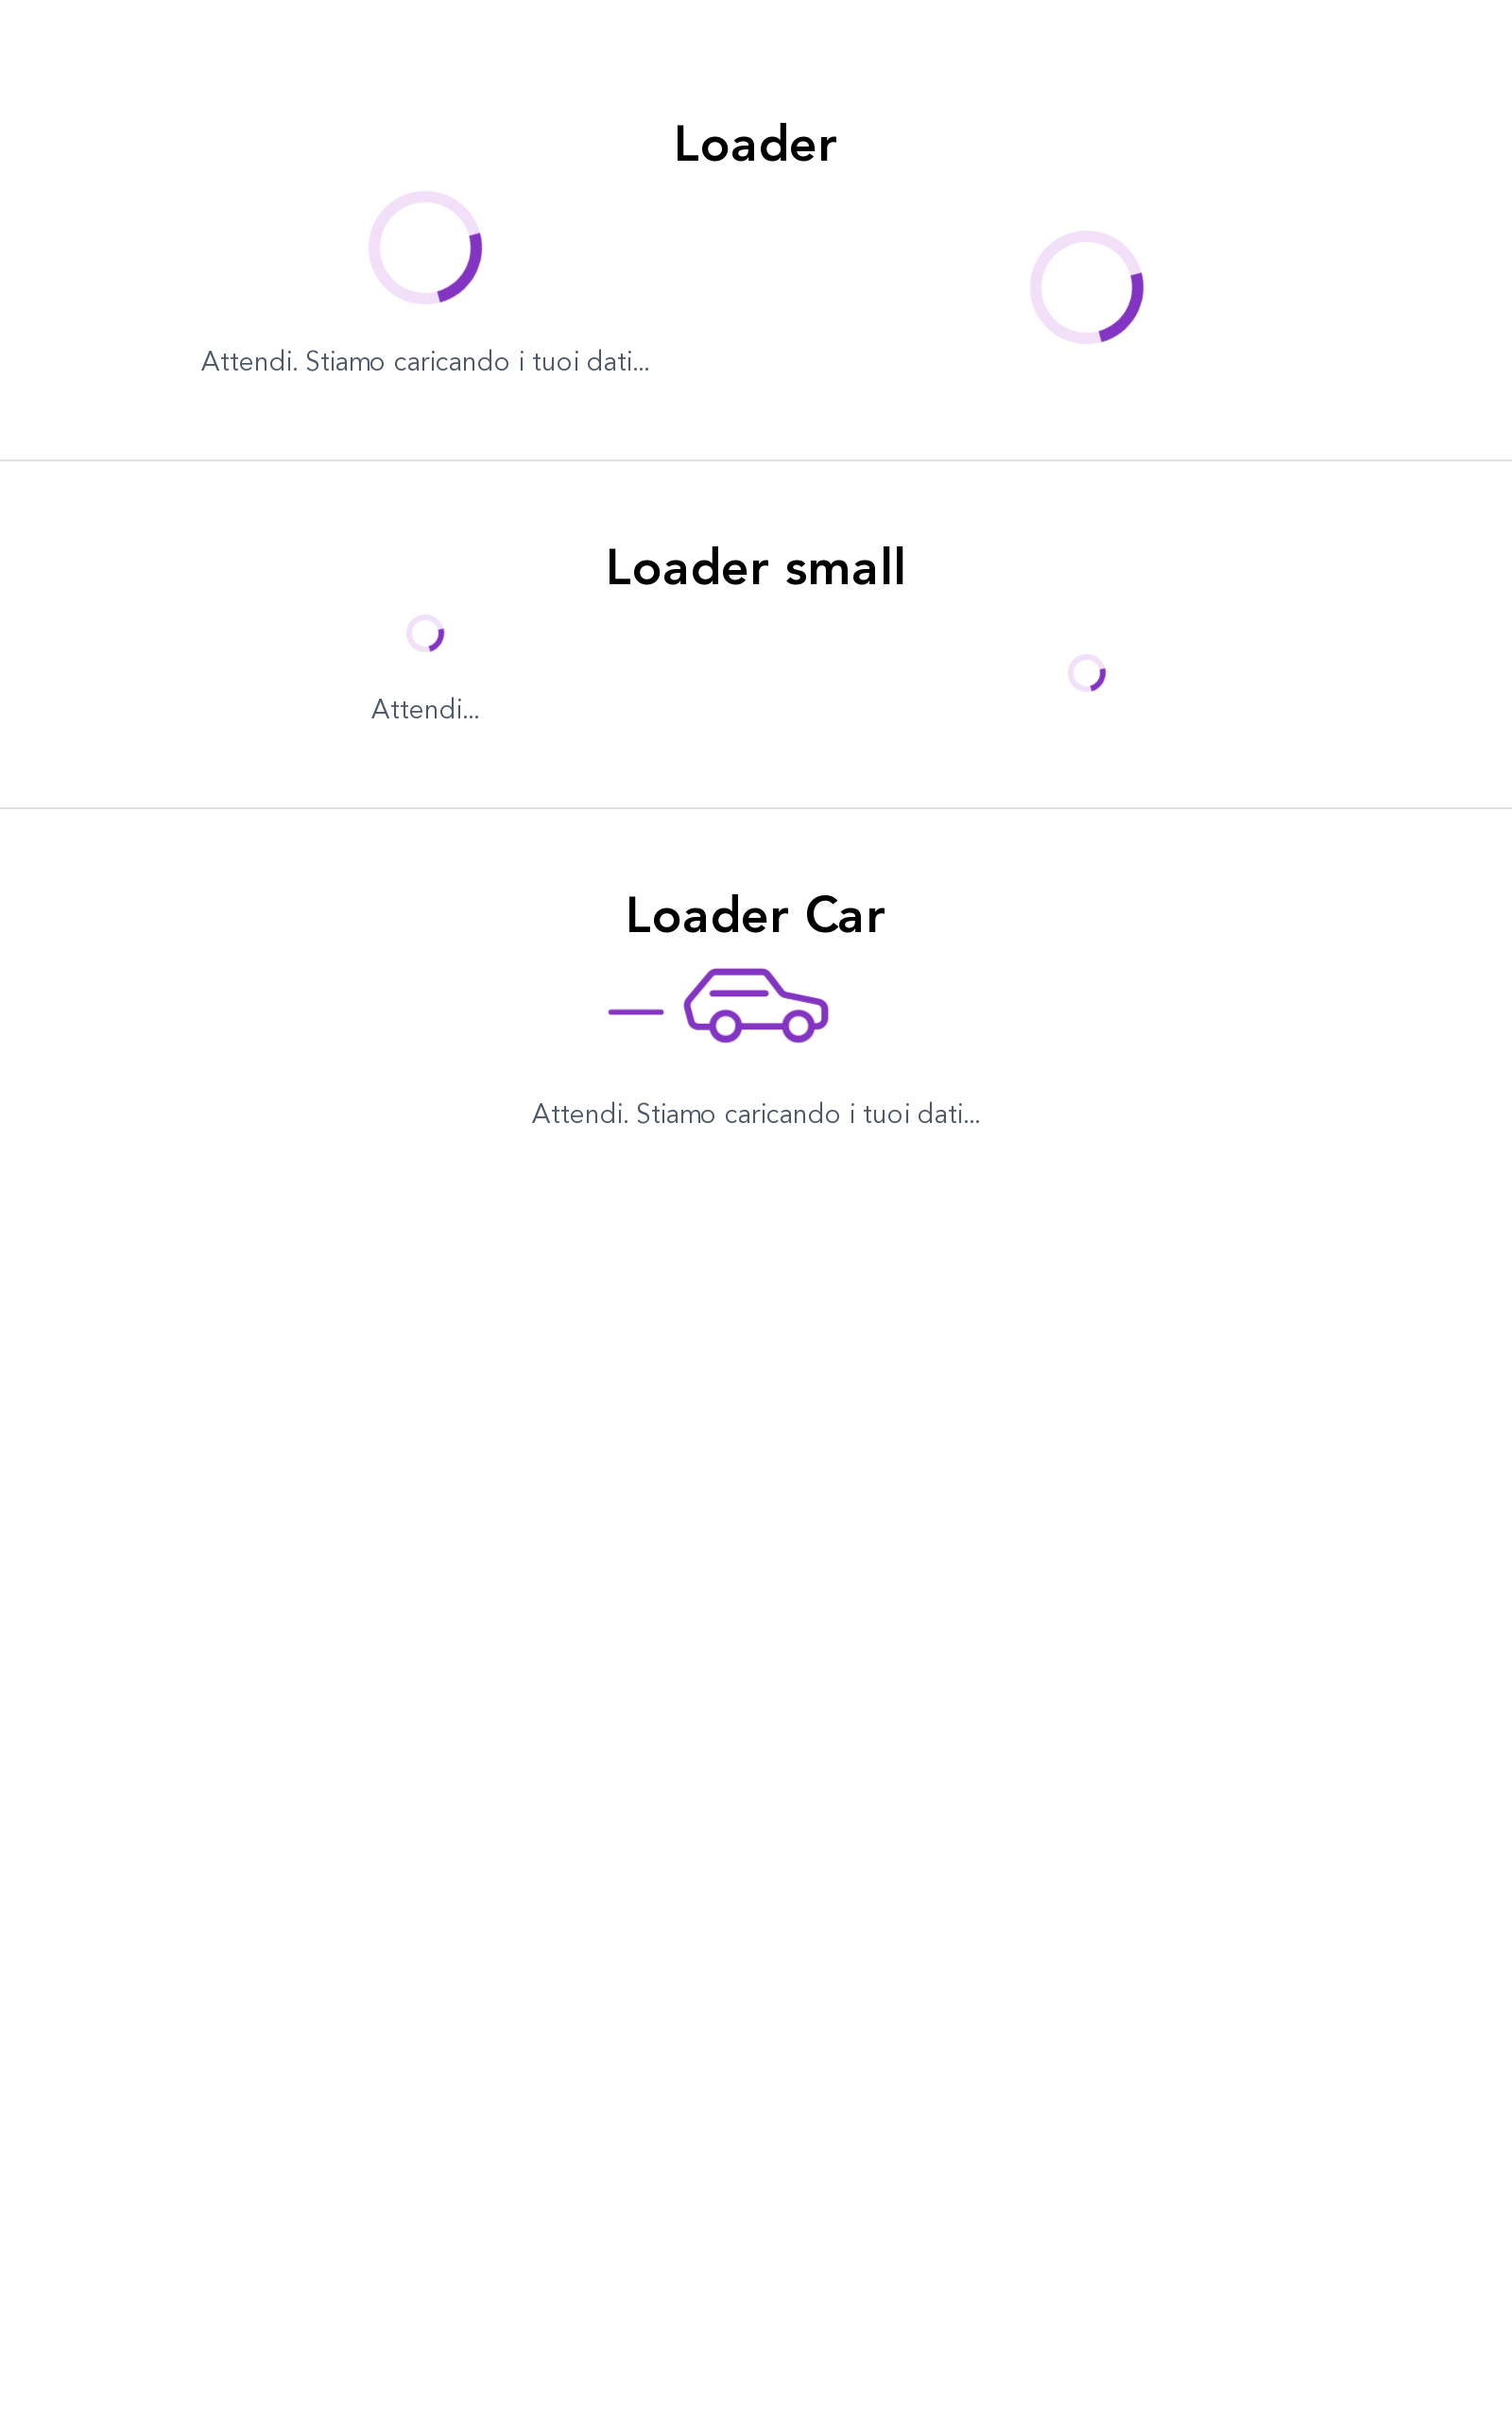 Loader
Attendi. Stiamo caricando i tuoi dati...
Loader small
Attendi...
Loader Car
Attendi. Stiamo caricando i tuoi dati...